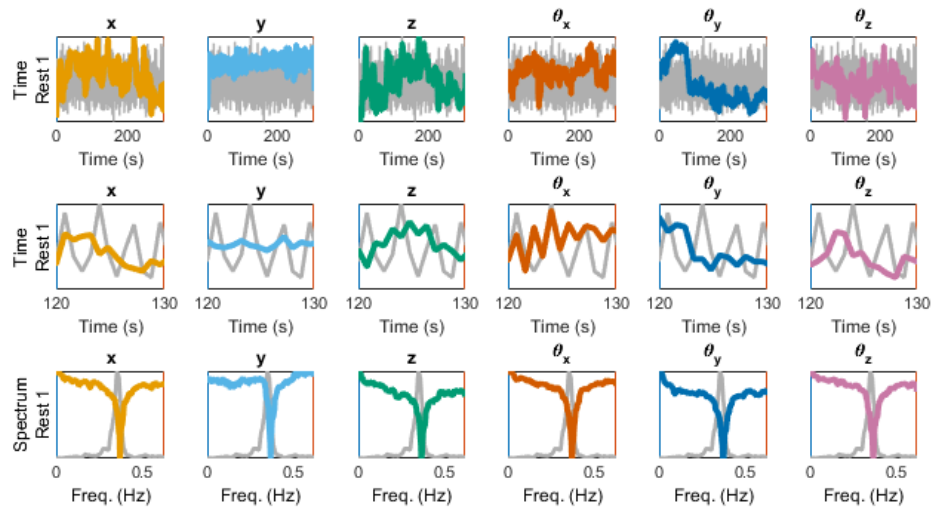 x y z θx θy θz
Time
Rest 1
0 200 0 200 0 200 0 200 0 200 0 200
Time (s) Time (s) Time (s) Time (s) Time (s) Time (s)
x y z θx θy θz
Time
Rest 1
120 130 120 130 120 130 120 130 120 130 120 130
Time (s) Time (s) Time (s) Time (s) Time (s) Time (s)
x y z θx θy θz
Spectrum
Rest 1
0 0.5 0 0.5 0 0.5 0 0.5 0 0.5 0 0.5
Freq. (Hz) Freq. (Hz) Freq. (Hz) Freq. (Hz) Freq. (Hz) Freq. (Hz)